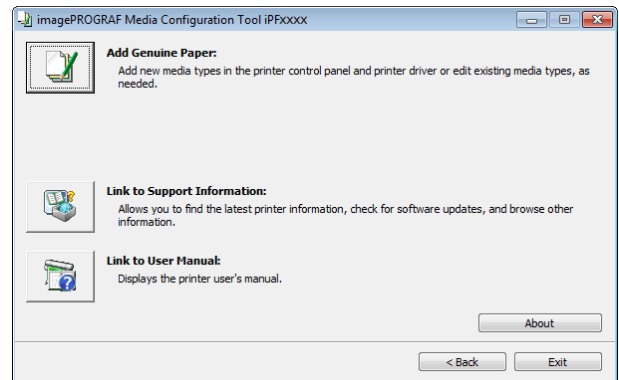 imagePROGRAF Media Configuration Tool iPFxxxx
Add Genuine Paper:
Add new media types in the printer control panel and printer driver or edit existing media types, as
needed.
Link to Support Information:
Allows you to find the latest printer information, check for software updates, and browse other
information.
Link to User Manual:
Displays the printer user's manual.
About
< Back
Exit